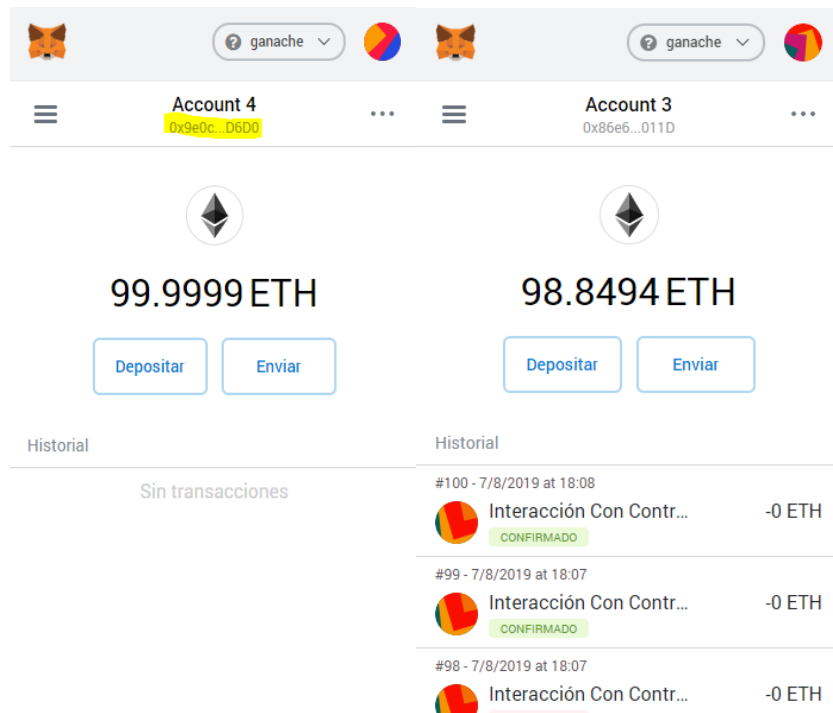 ganache
Account 4
0x9e0c...D6D0
99.9999 ETH
Depositar
Enviar
Historial
Sin transacciones
ganache
Account 3
0x86e6...011D
98.8494 ETH
Depositar
Enviar
Historial
#100 - 7/8/2019 at 18:08
Interacción Con Contr... -0 ETH
CONFIRMADO
#99 - 7/8/2019 at 18:07
Interacción Con Contr... -0 ETH
CONFIRMADO
#98 - 7/8/2019 at 18:07
Interacción Con Contr... -0 ETH